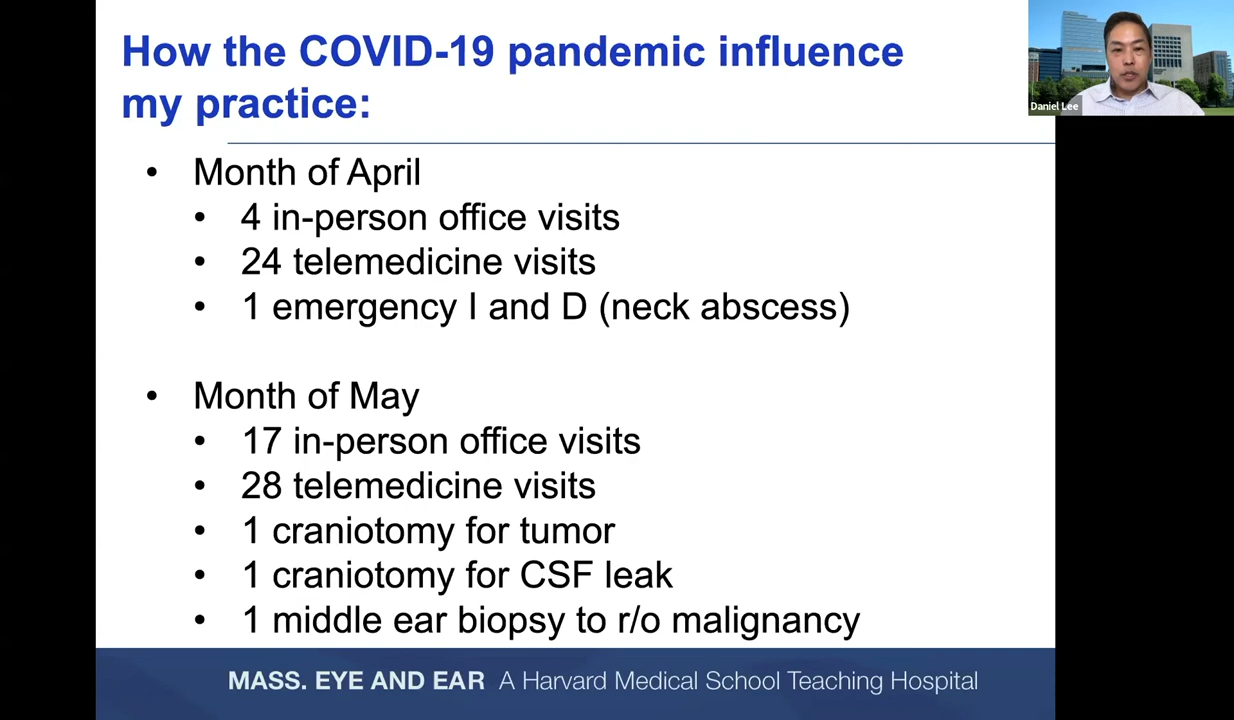 How the COVID-19 pandemic influence
my practice:
• Month of April
• 4 in-person office visits
• 24 telemedicine visits
• 1 emergency I and D (neck abscess)
• Month of May
• 17 in-person office visits
• 28 telemedicine visits
• 1 craniotomy for tumor
• 1 craniotomy for CSF leak
• 1 middle ear biopsy to r/o malignancy
MASS. EYE AND EAR A Harvard Medical School Teaching Hospital
Daniel Lee